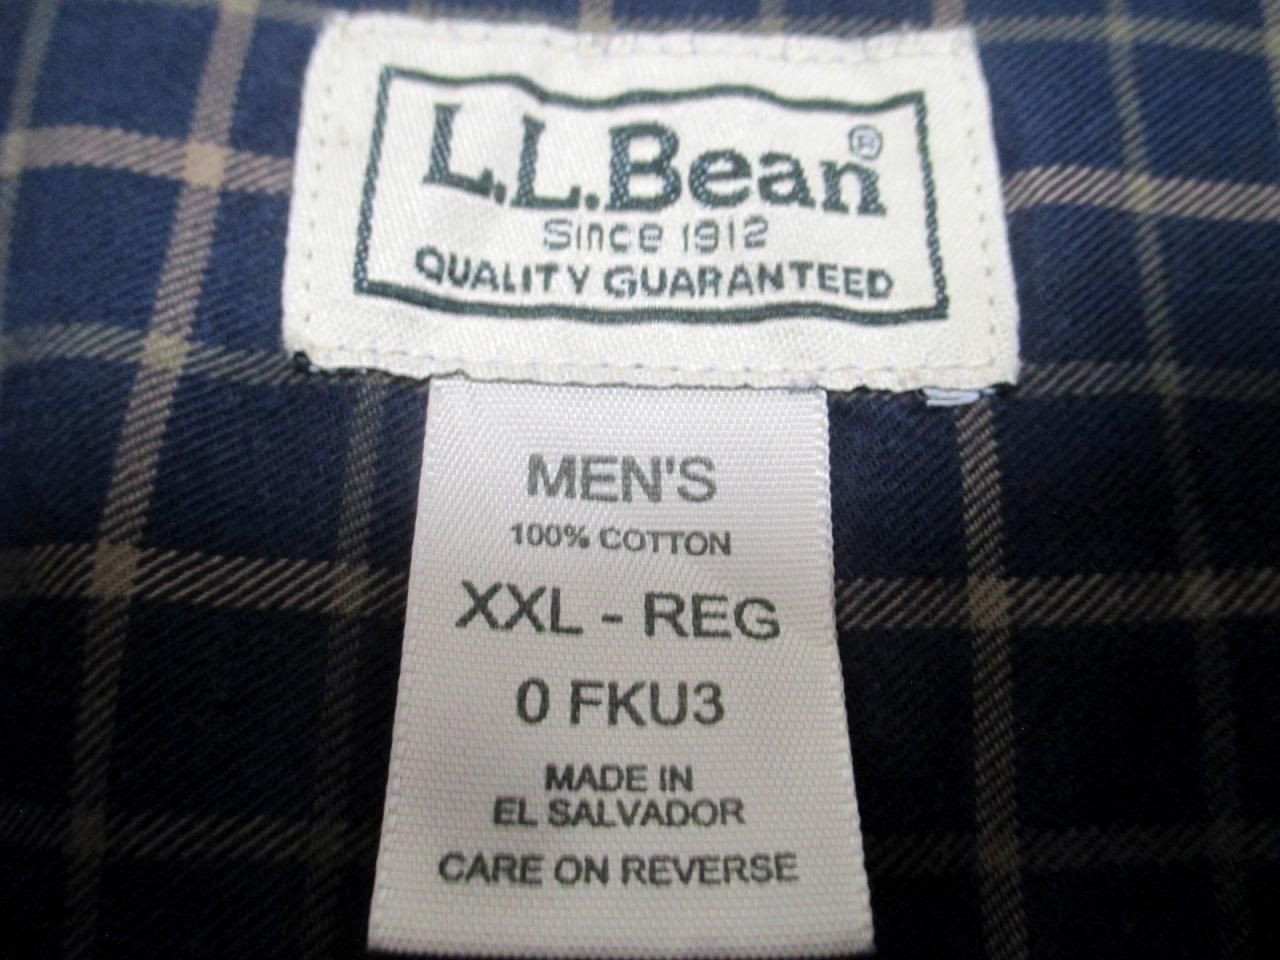 L.L.Bean®
Since 1912
QUALITY GUARANTEED
MEN'S
100% COTTON
XXL - REG
0 FKU3
MADE IN
EL SALVADOR
CARE ON REVERSE